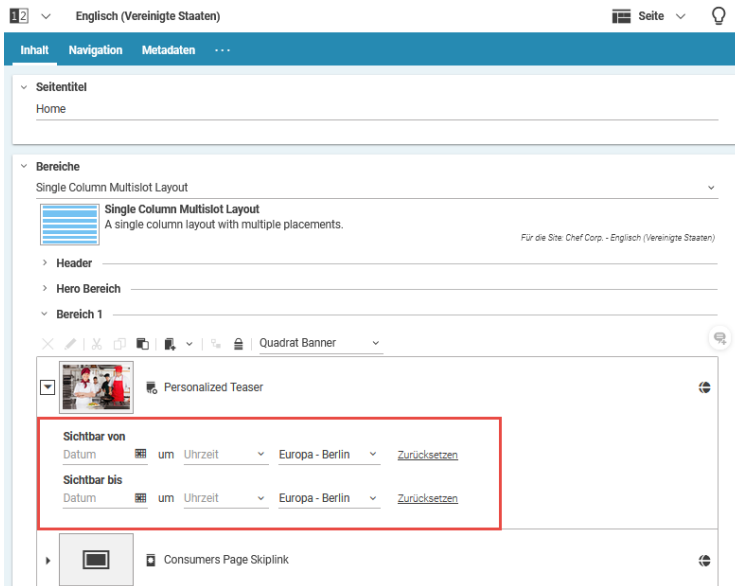 1 2 Englisch (Vereinigte Staaten) Seite
Inhalt Navigation Metadaten ...
Seitentitel
Home
Bereiche
Single Column Multislot Layout
Single Column Multislot Layout
A single column layout with multiple placements.
Für die Site: Chef Corp. - Englisch (Vereinigte Staaten)
Header
Hero Bereich
Bereich 1
Quadrat Banner
Personalized Teaser
Sichtbar von
Datum um Uhrzeit Europa - Berlin Zurücksetzen
Sichtbar bis
Datum um Uhrzeit Europa - Berlin Zurücksetzen
Consumers Page Skiplink